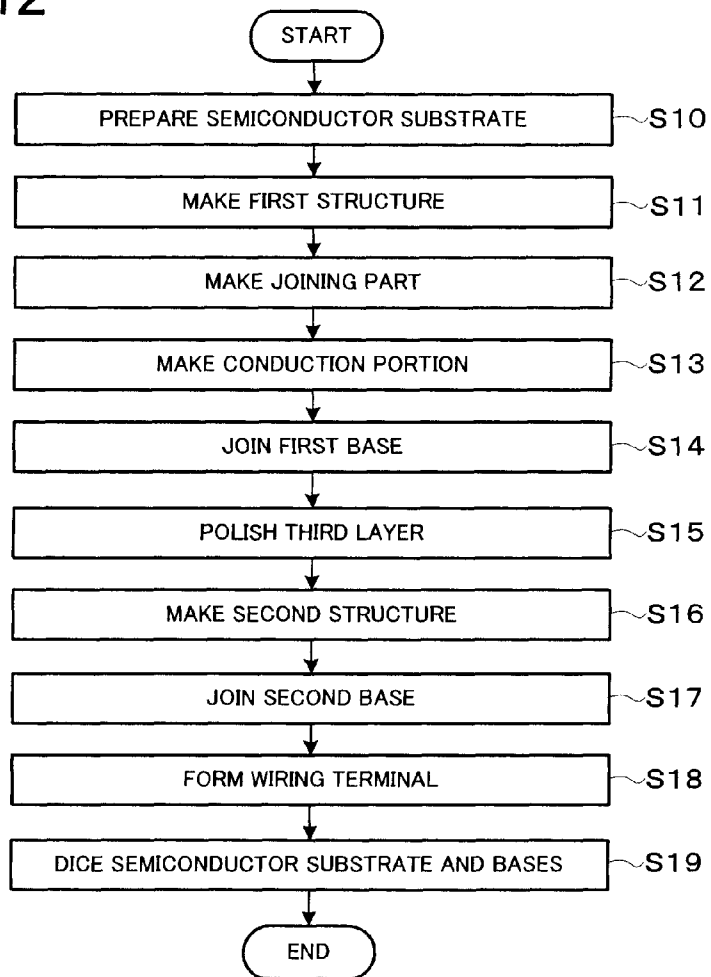 12
START
PREPARE SEMICONDUCTOR SUBSTRATE S10
MAKE FIRST STRUCTURE S11
MAKE JOINING PART S12
MAKE CONDUCTION PORTION S13
JOIN FIRST BASE S14
POLISH THIRD LAYER S15
MAKE SECOND STRUCTURE S16
JOIN SECOND BASE S17
FORM WIRING TERMINAL S18
DICE SEMICONDUCTOR SUBSTRATE AND BASES S19
END